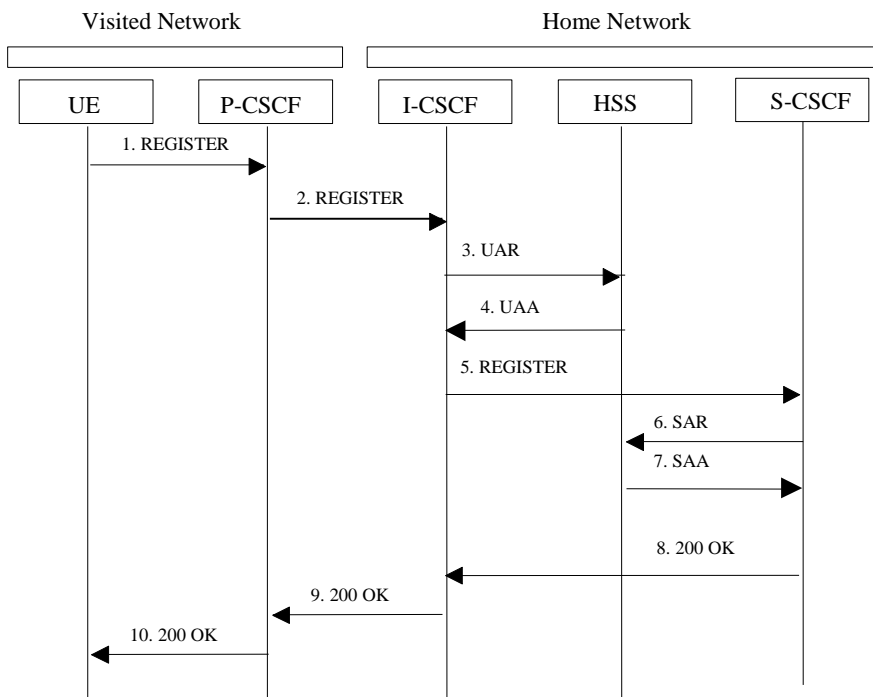 Visited Network
Home Network
UE
P-CSCF
I-CSCF
HSS
S-CSCF
1. REGISTER
2. REGISTER
3. UAR
4. UAA
5. REGISTER
6. SAR
7. SAA
8. 200 OK
9. 200 OK
10. 200 OK